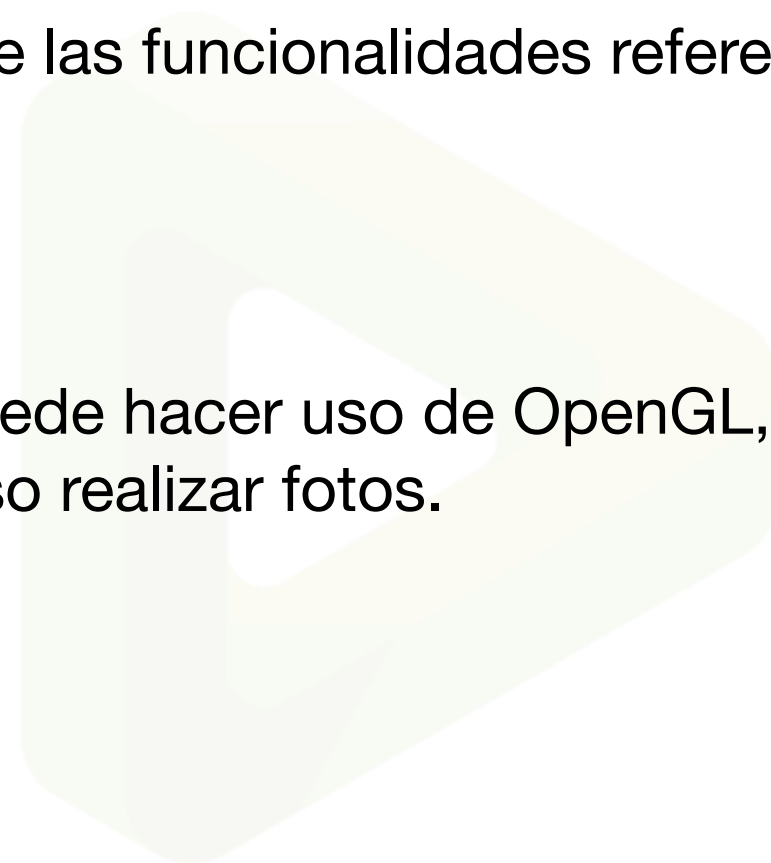 e las funcionalidades refere
ede hacer uso de OpenGL,
so realizar fotos.